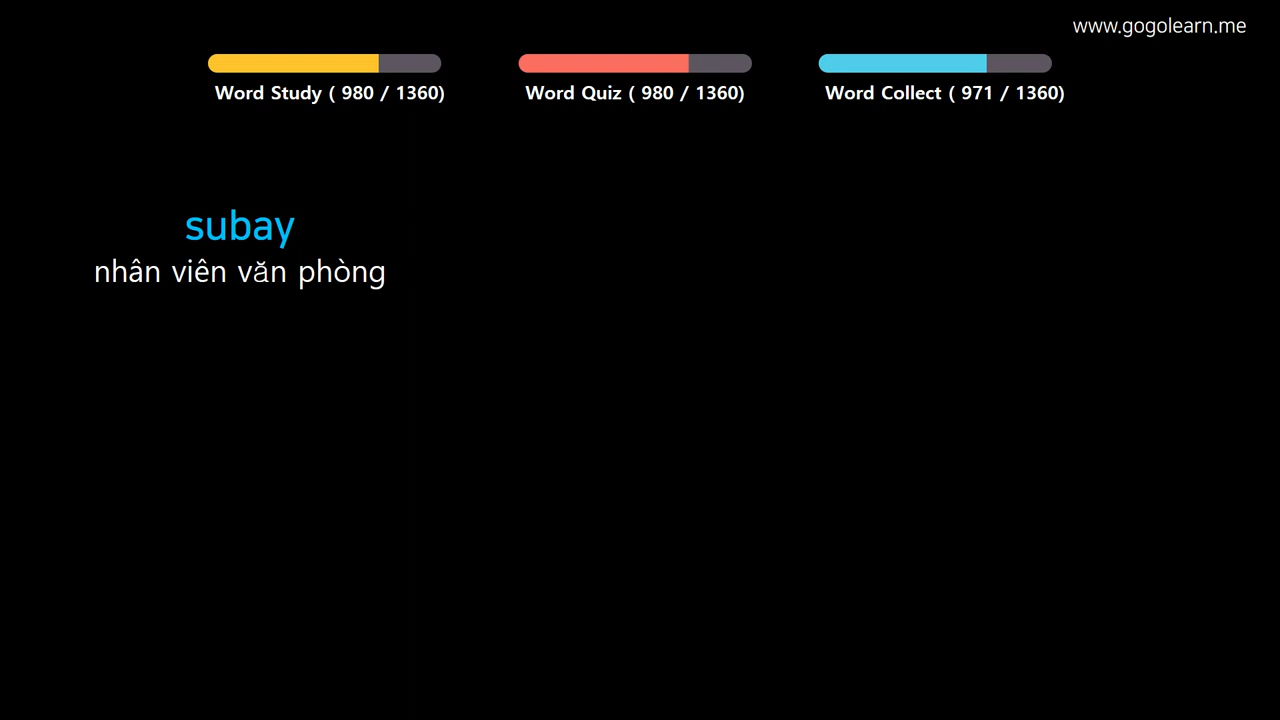 www.gogolearn.me
Word Study ( 980 / 1360)
Word Quiz ( 980 / 1360)
Word Collect ( 971 / 1360)
subay
nhân viên văn phòng